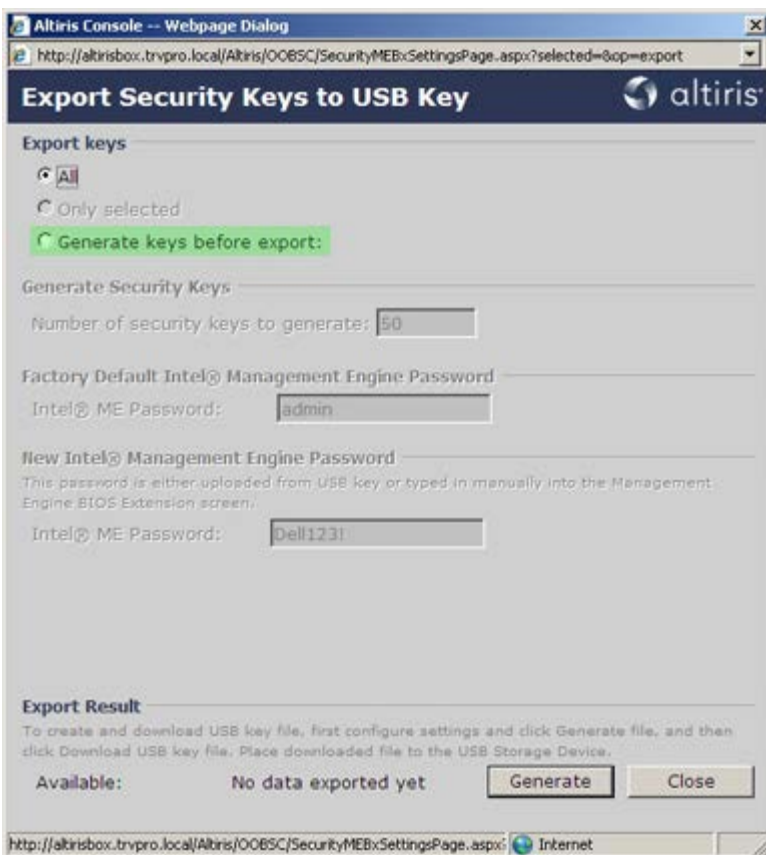 Altiris Console -- Webpage Dialog
http://altirisbox.trvpro.local/Altiris/OOBSC/SecurityMEBxSettingsPage.aspx?selected=&op=export
Export Security Keys to USB Key altiris
Export keys
All
Only selected
Generate keys before export:
Generate Security Keys
Number of security keys to generate: 50
Factory Default Intel® Management Engine Password
Intel® ME Password: admin
New Intel® Management Engine Password
This password is either uploaded from USB key or typed in manually into the Management
Engine BIOS Extension screen.
Intel® ME Password: Dell123!
Export Result
To create and download USB key file, first configure settings and click Generate file, and then
click Download USB key file. Place downloaded file to the USB Storage Device.
Available: No data exported yet Generate Close
http://altirisbox.trvpro.local/Altiris/OOBSC/SecurityMEBxSettingsPage.aspx Internet